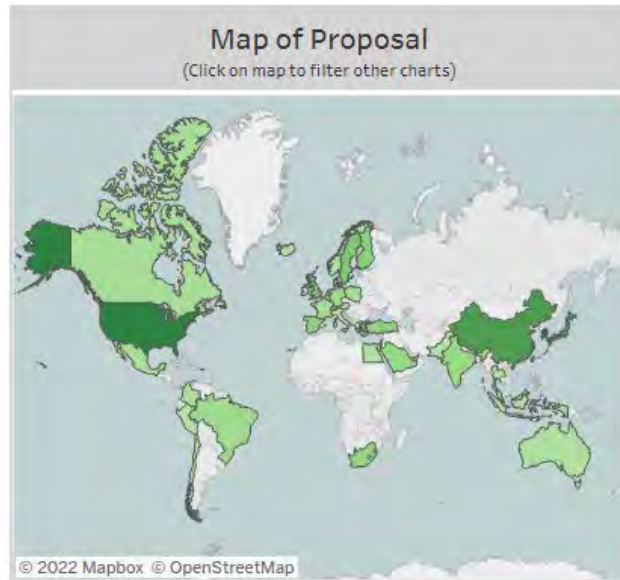 Map of Proposal
(Click on map to filter other charts)
© 2022 Mapbox © OpenStreetMap